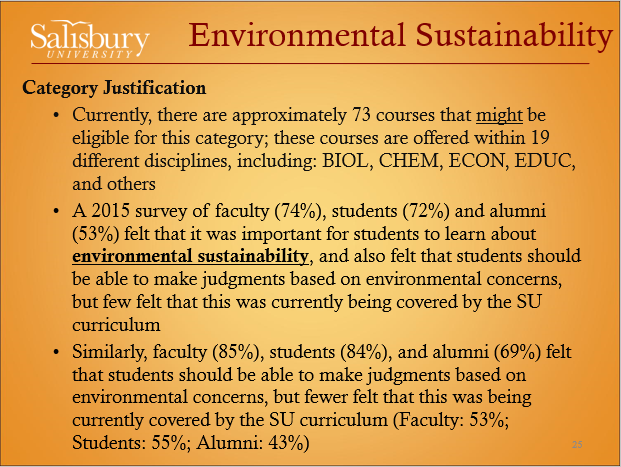 Salisbury
UNIVERSITY
Environmental Sustainability
Category Justification
• Currently, there are approximately 73 courses that might be
eligible for this category; these courses are offered within 19
different disciplines, including: BIOL, CHEM, ECON, EDUC,
and others
• A 2015 survey of faculty (74%), students (72%) and alumni
(53%) felt that it was important for students to learn about
environmental sustainability, and also felt that students should
be able to make judgments based on environmental concerns,
but few felt that this was currently being covered by the SU
curriculum
• Similarly, faculty (85%), students (84%), and alumni (69%) felt
that students should be able to make judgments based on
environmental concerns, but fewer felt that this was being
currently covered by the SU curriculum (Faculty: 53%;
Students: 55%; Alumni: 43%)
25